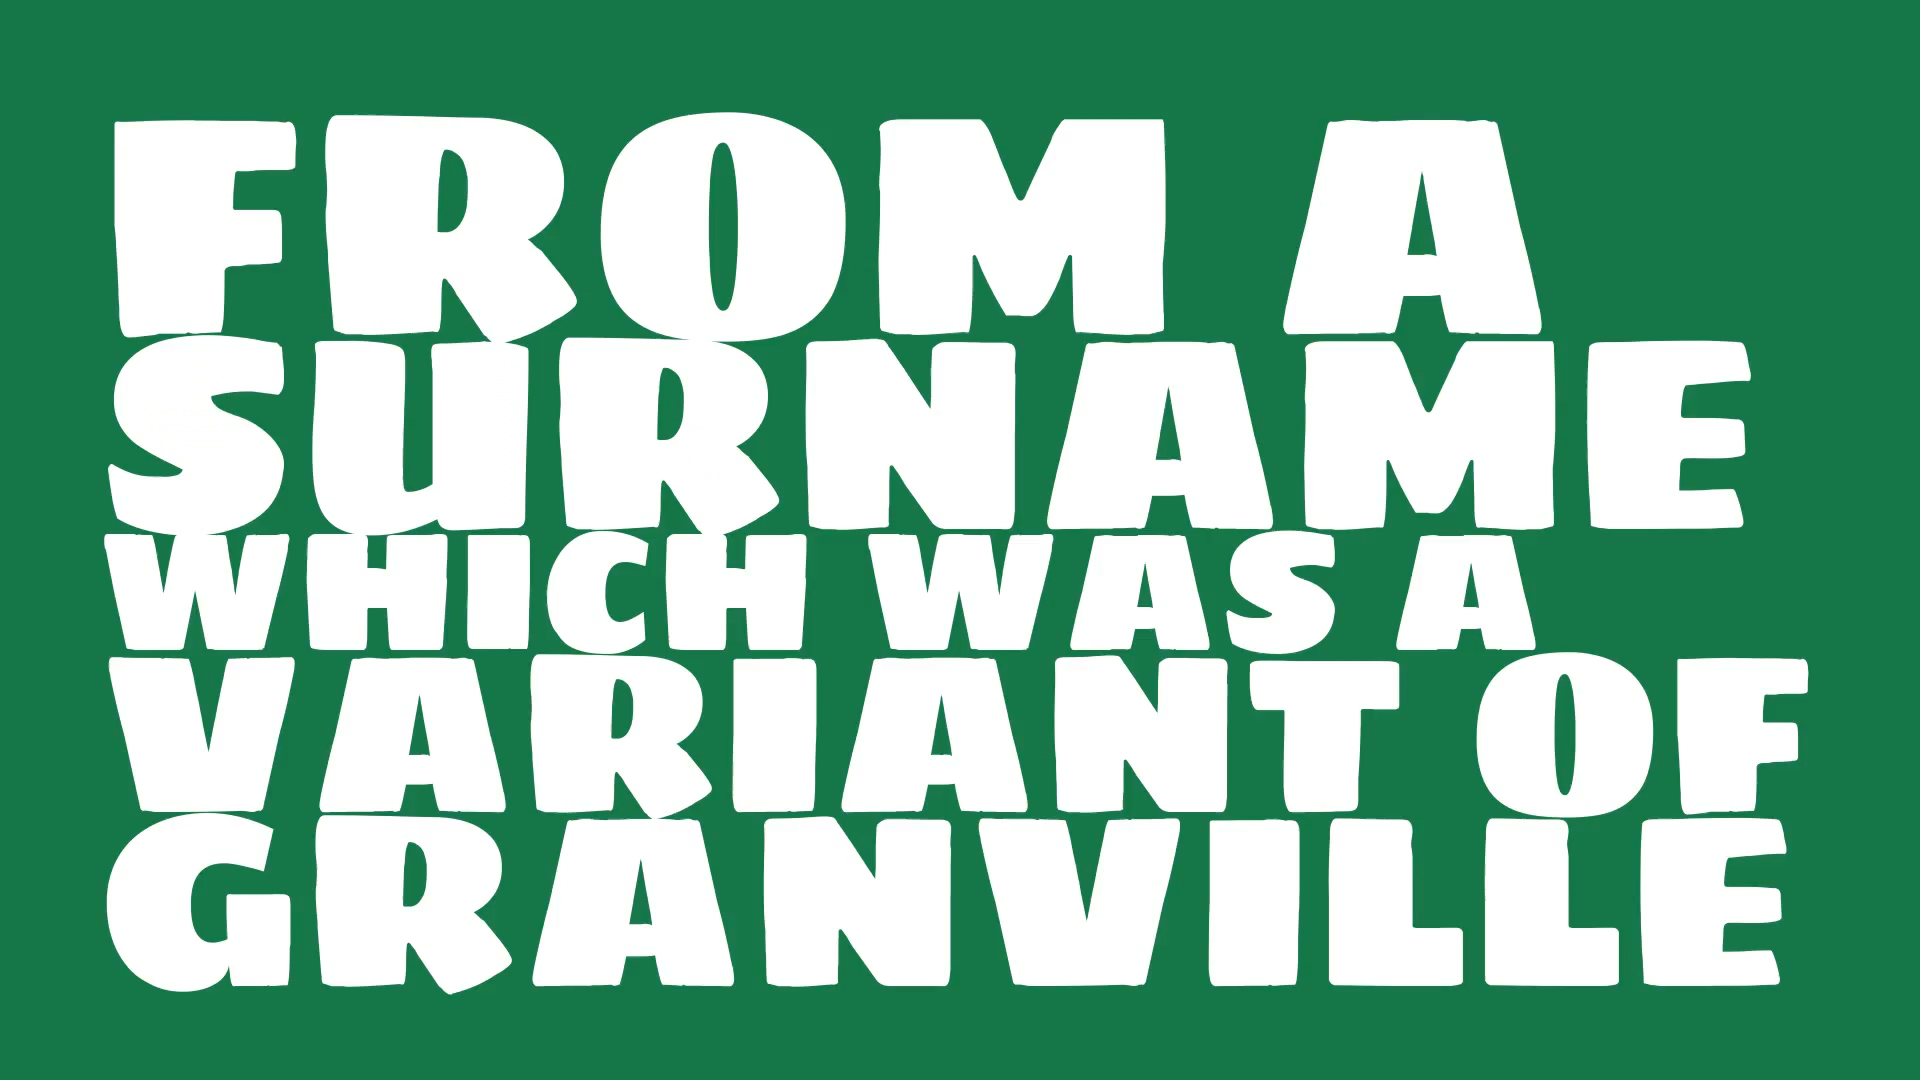 FROM A
SURNAME
WHICH WAS A
VARIANT OF
GRANVILLE